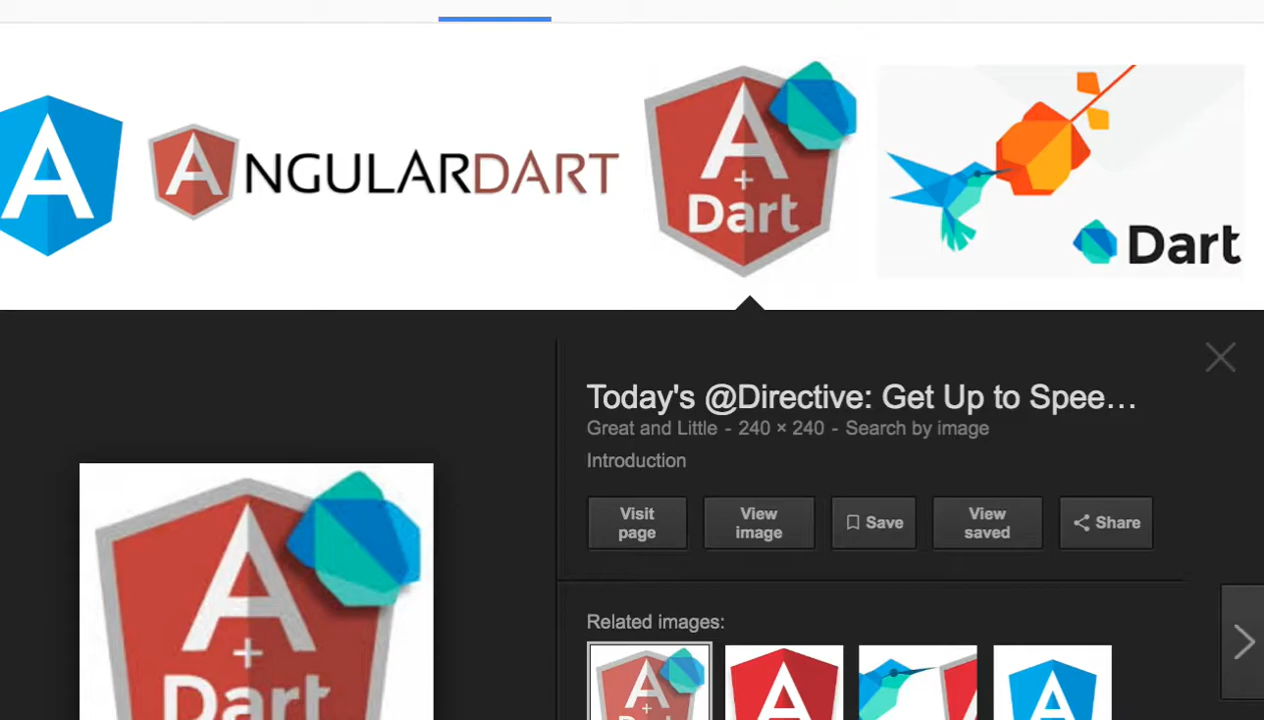 A
ANGULARDART
A
+
Dart
Dart
Today's @Directive: Get Up to Spee…
Great and Little - 240 × 240 - Search by image
Introduction
Visit page
View image
Save
View saved
Share
A
+
Dart
Related images:
A
+
Dart
A
A